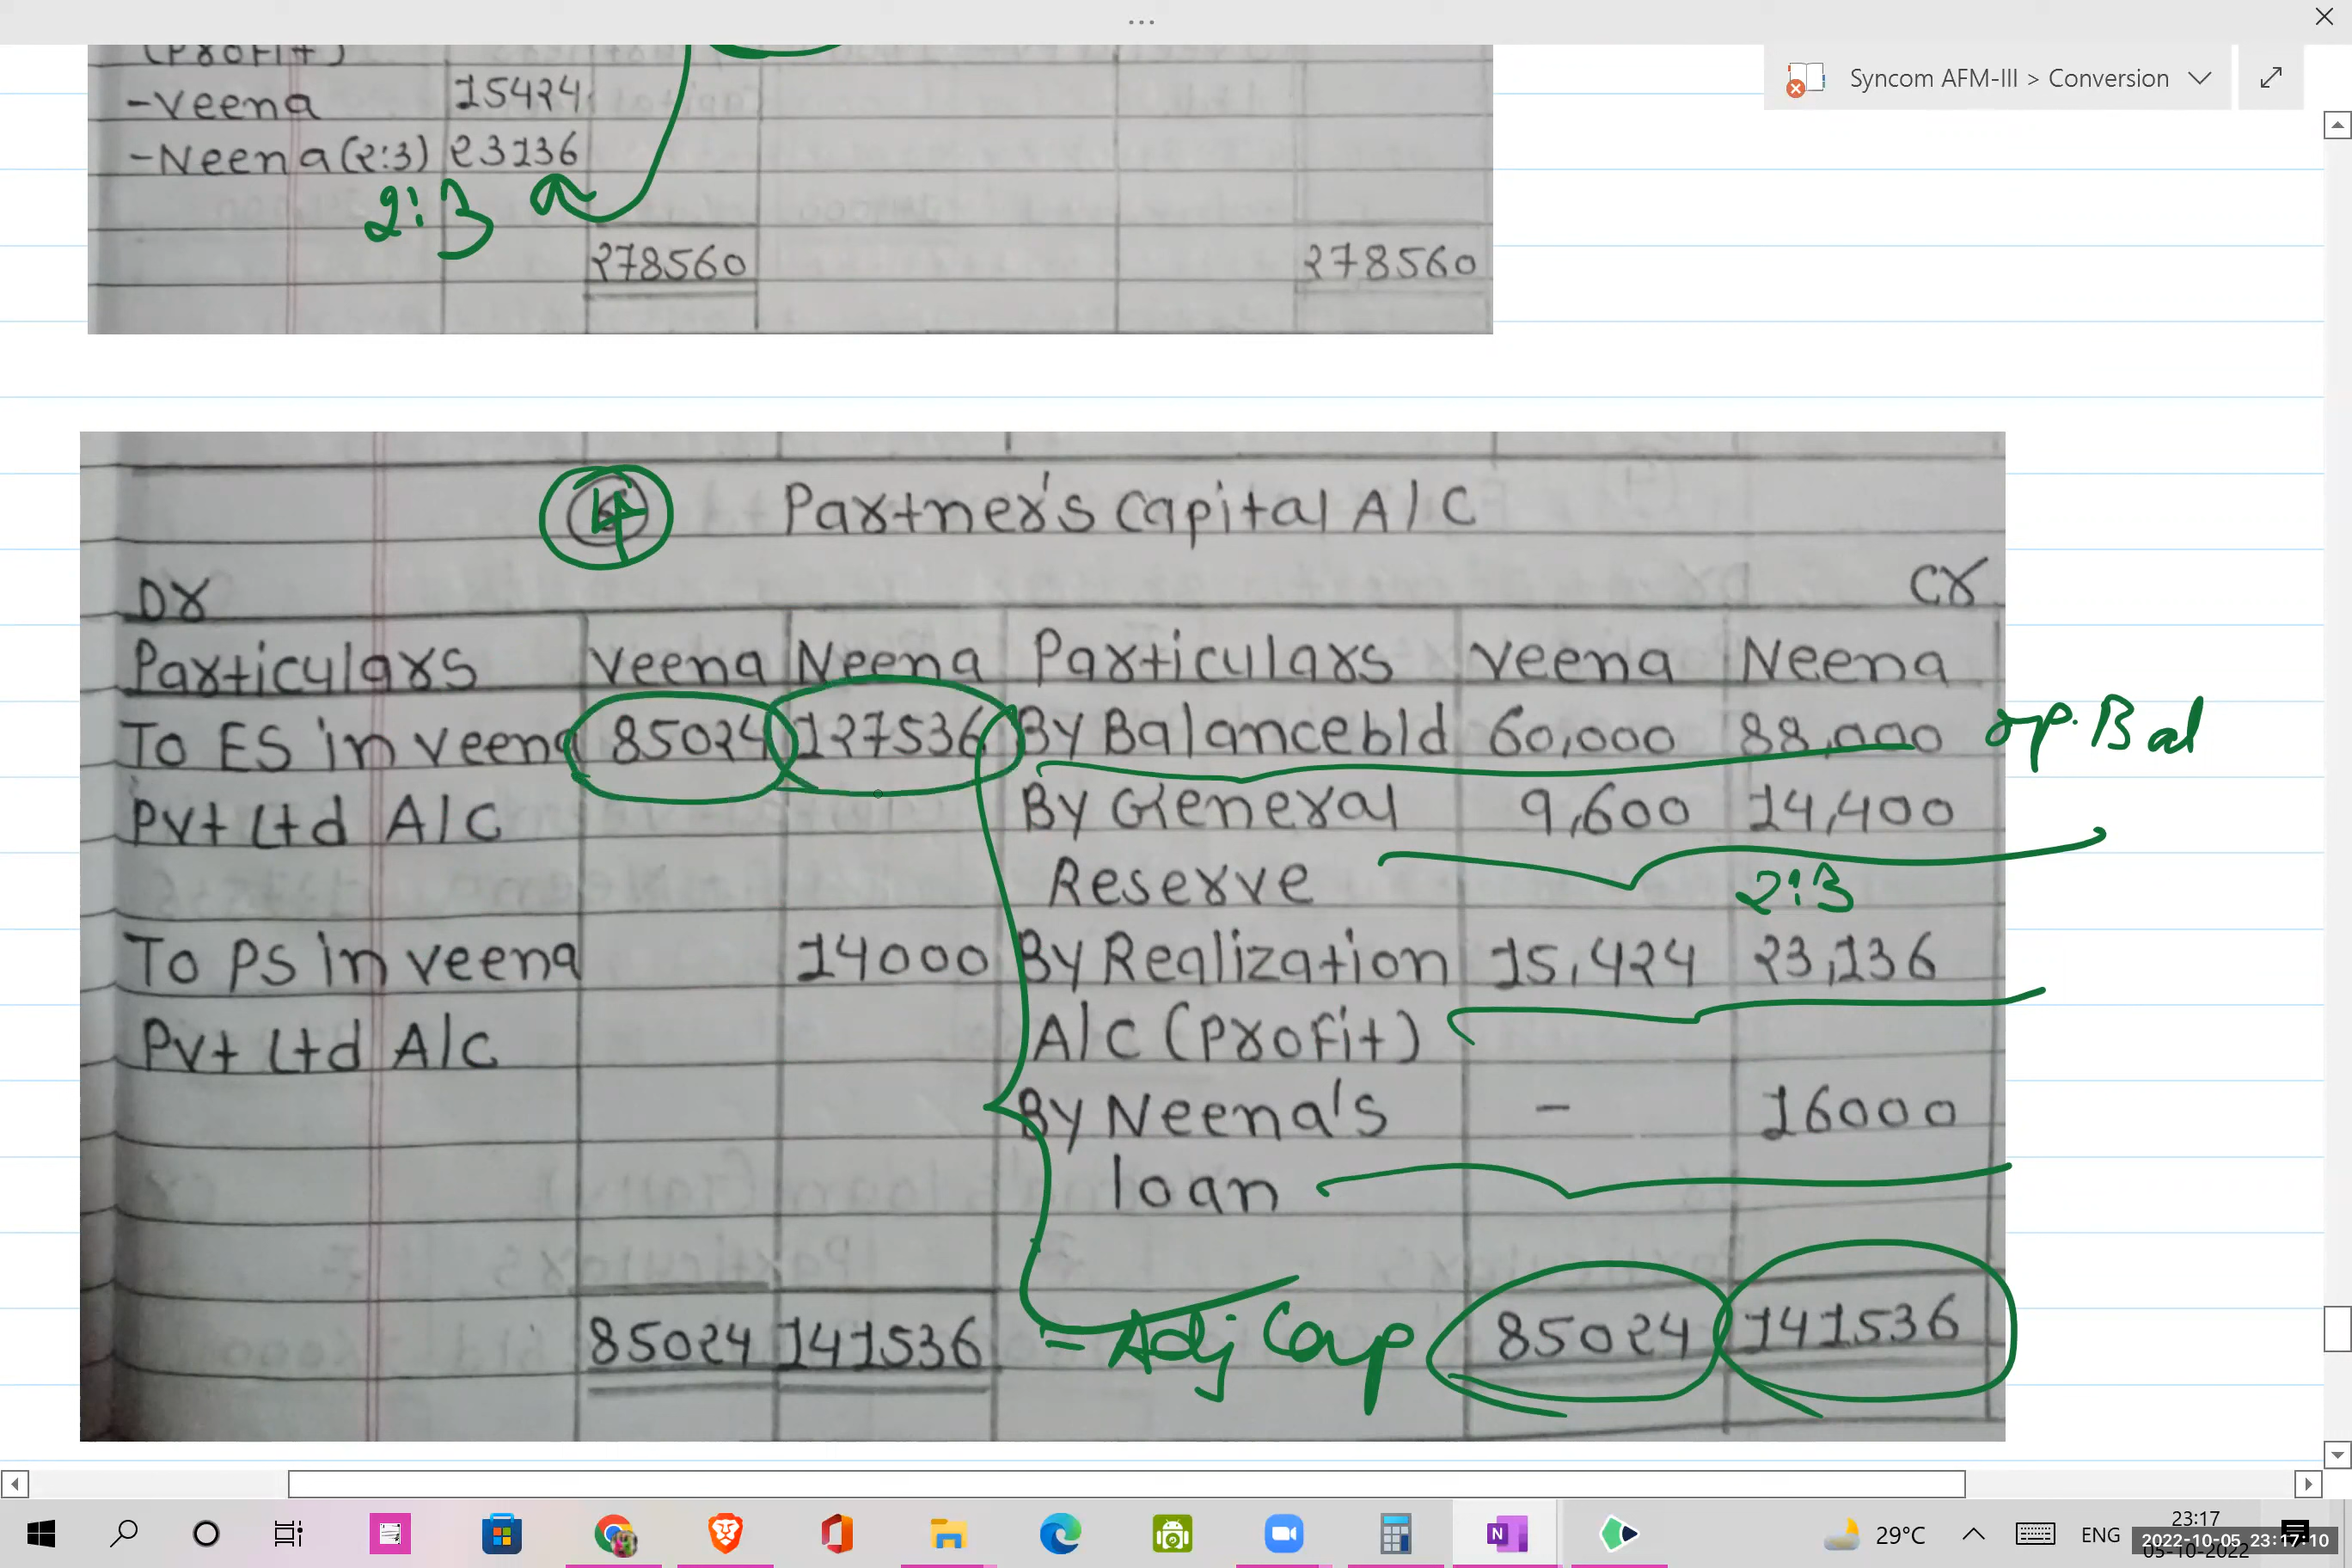 ...
Syncom AFM-III > Conversion
(Profit)
-Veena 15424
-Neena (2:3) 23136
2:3
278560 278560
4 Partner's Capital A/C
Dr Cr
Particulars Veena Neena Particulars Veena Neena
To ES in Veena 85024 127536 By Balance b/d 60,000 88,000 op. Bal
Pvt Ltd A/C By General 9,600 14,400
Reserve 2:3
To PS in Veena 14000 By Realization 15,424 23,136
Pvt Ltd A/C A/C (Profit)
By Neena's - 16000
loan
85024 141536 = Adj Cap 85024 141536
29°C ENG 23:17
2022-10-05 23:17:10
05-10-2022